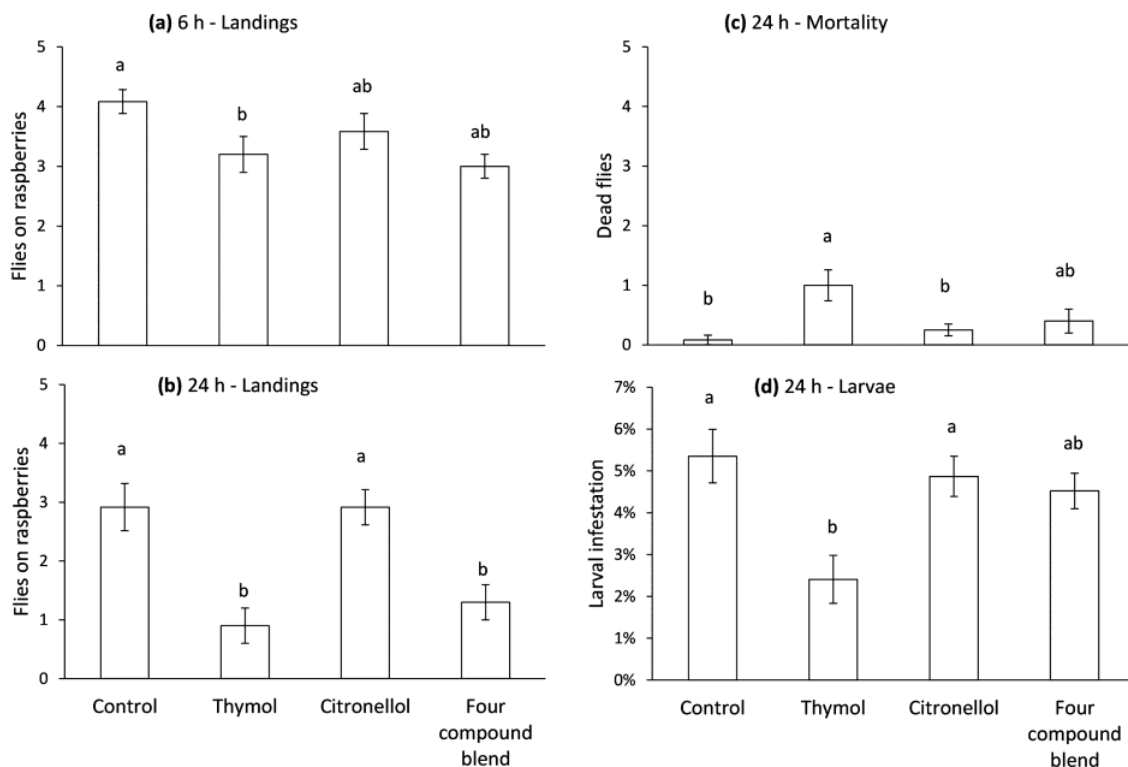 (a) 6 h - Landings
Flies on raspberries
5
4
3
2
1
0
a
b
ab
ab
(c) 24 h - Mortality
Dead flies
5
4
3
2
1
0
b
a
b
ab
(b) 24 h - Landings
Flies on raspberries
5
4
3
2
1
0
a
b
a
b
Control
Thymol
Citronellol
Four
compound
blend
(d) 24 h - Larvae
Larval infestation
7%
6%
5%
4%
3%
2%
1%
0%
a
b
a
ab
Control
Thymol
Citronellol
Four
compound
blend